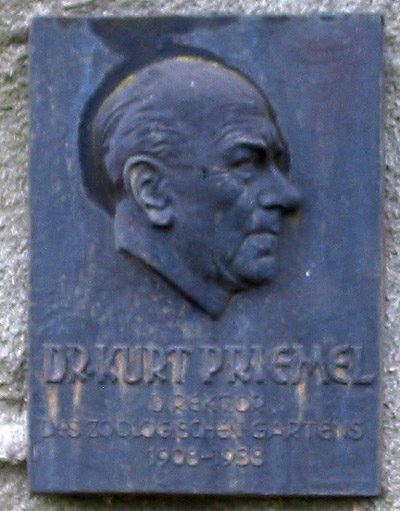 DR·KURT PRIEMEL
DIREKTOR
DES ZOOLOGISCHEN GARTENS
1908–1938